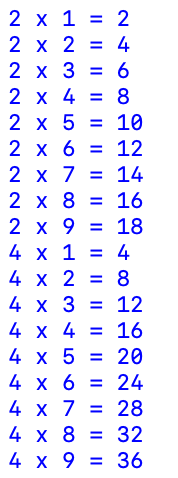 2 x 1 = 2
2 x 2 = 4
2 x 3 = 6
2 x 4 = 8
2 x 5 = 10
2 x 6 = 12
2 x 7 = 14
2 x 8 = 16
2 x 9 = 18
4 x 1 = 4
4 x 2 = 8
4 x 3 = 12
4 x 4 = 16
4 x 5 = 20
4 x 6 = 24
4 x 7 = 28
4 x 8 = 32
4 x 9 = 36